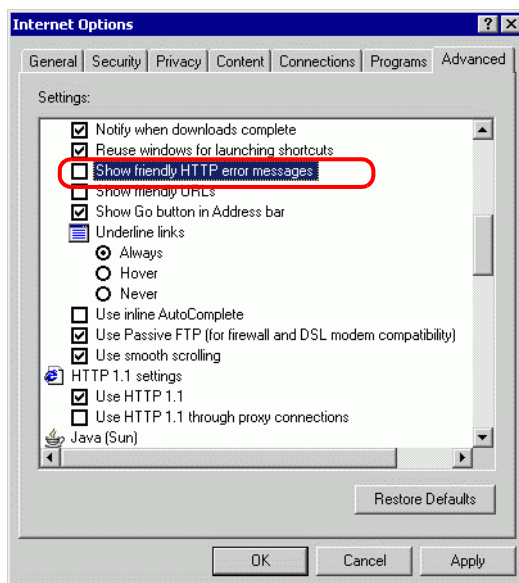 Internet Options
General Security Privacy Content Connections Programs Advanced
Settings:
Notify when downloads complete
Reuse windows for launching shortcuts
Show friendly HTTP error messages
Show friendly URLs
Show Go button in Address bar
Underline links
Always
Hover
Never
Use inline AutoComplete
Use Passive FTP (for firewall and DSL modem compatibility)
Use smooth scrolling
HTTP 1.1 settings
Use HTTP 1.1
Use HTTP 1.1 through proxy connections
Java (Sun)
Restore Defaults
OK Cancel Apply